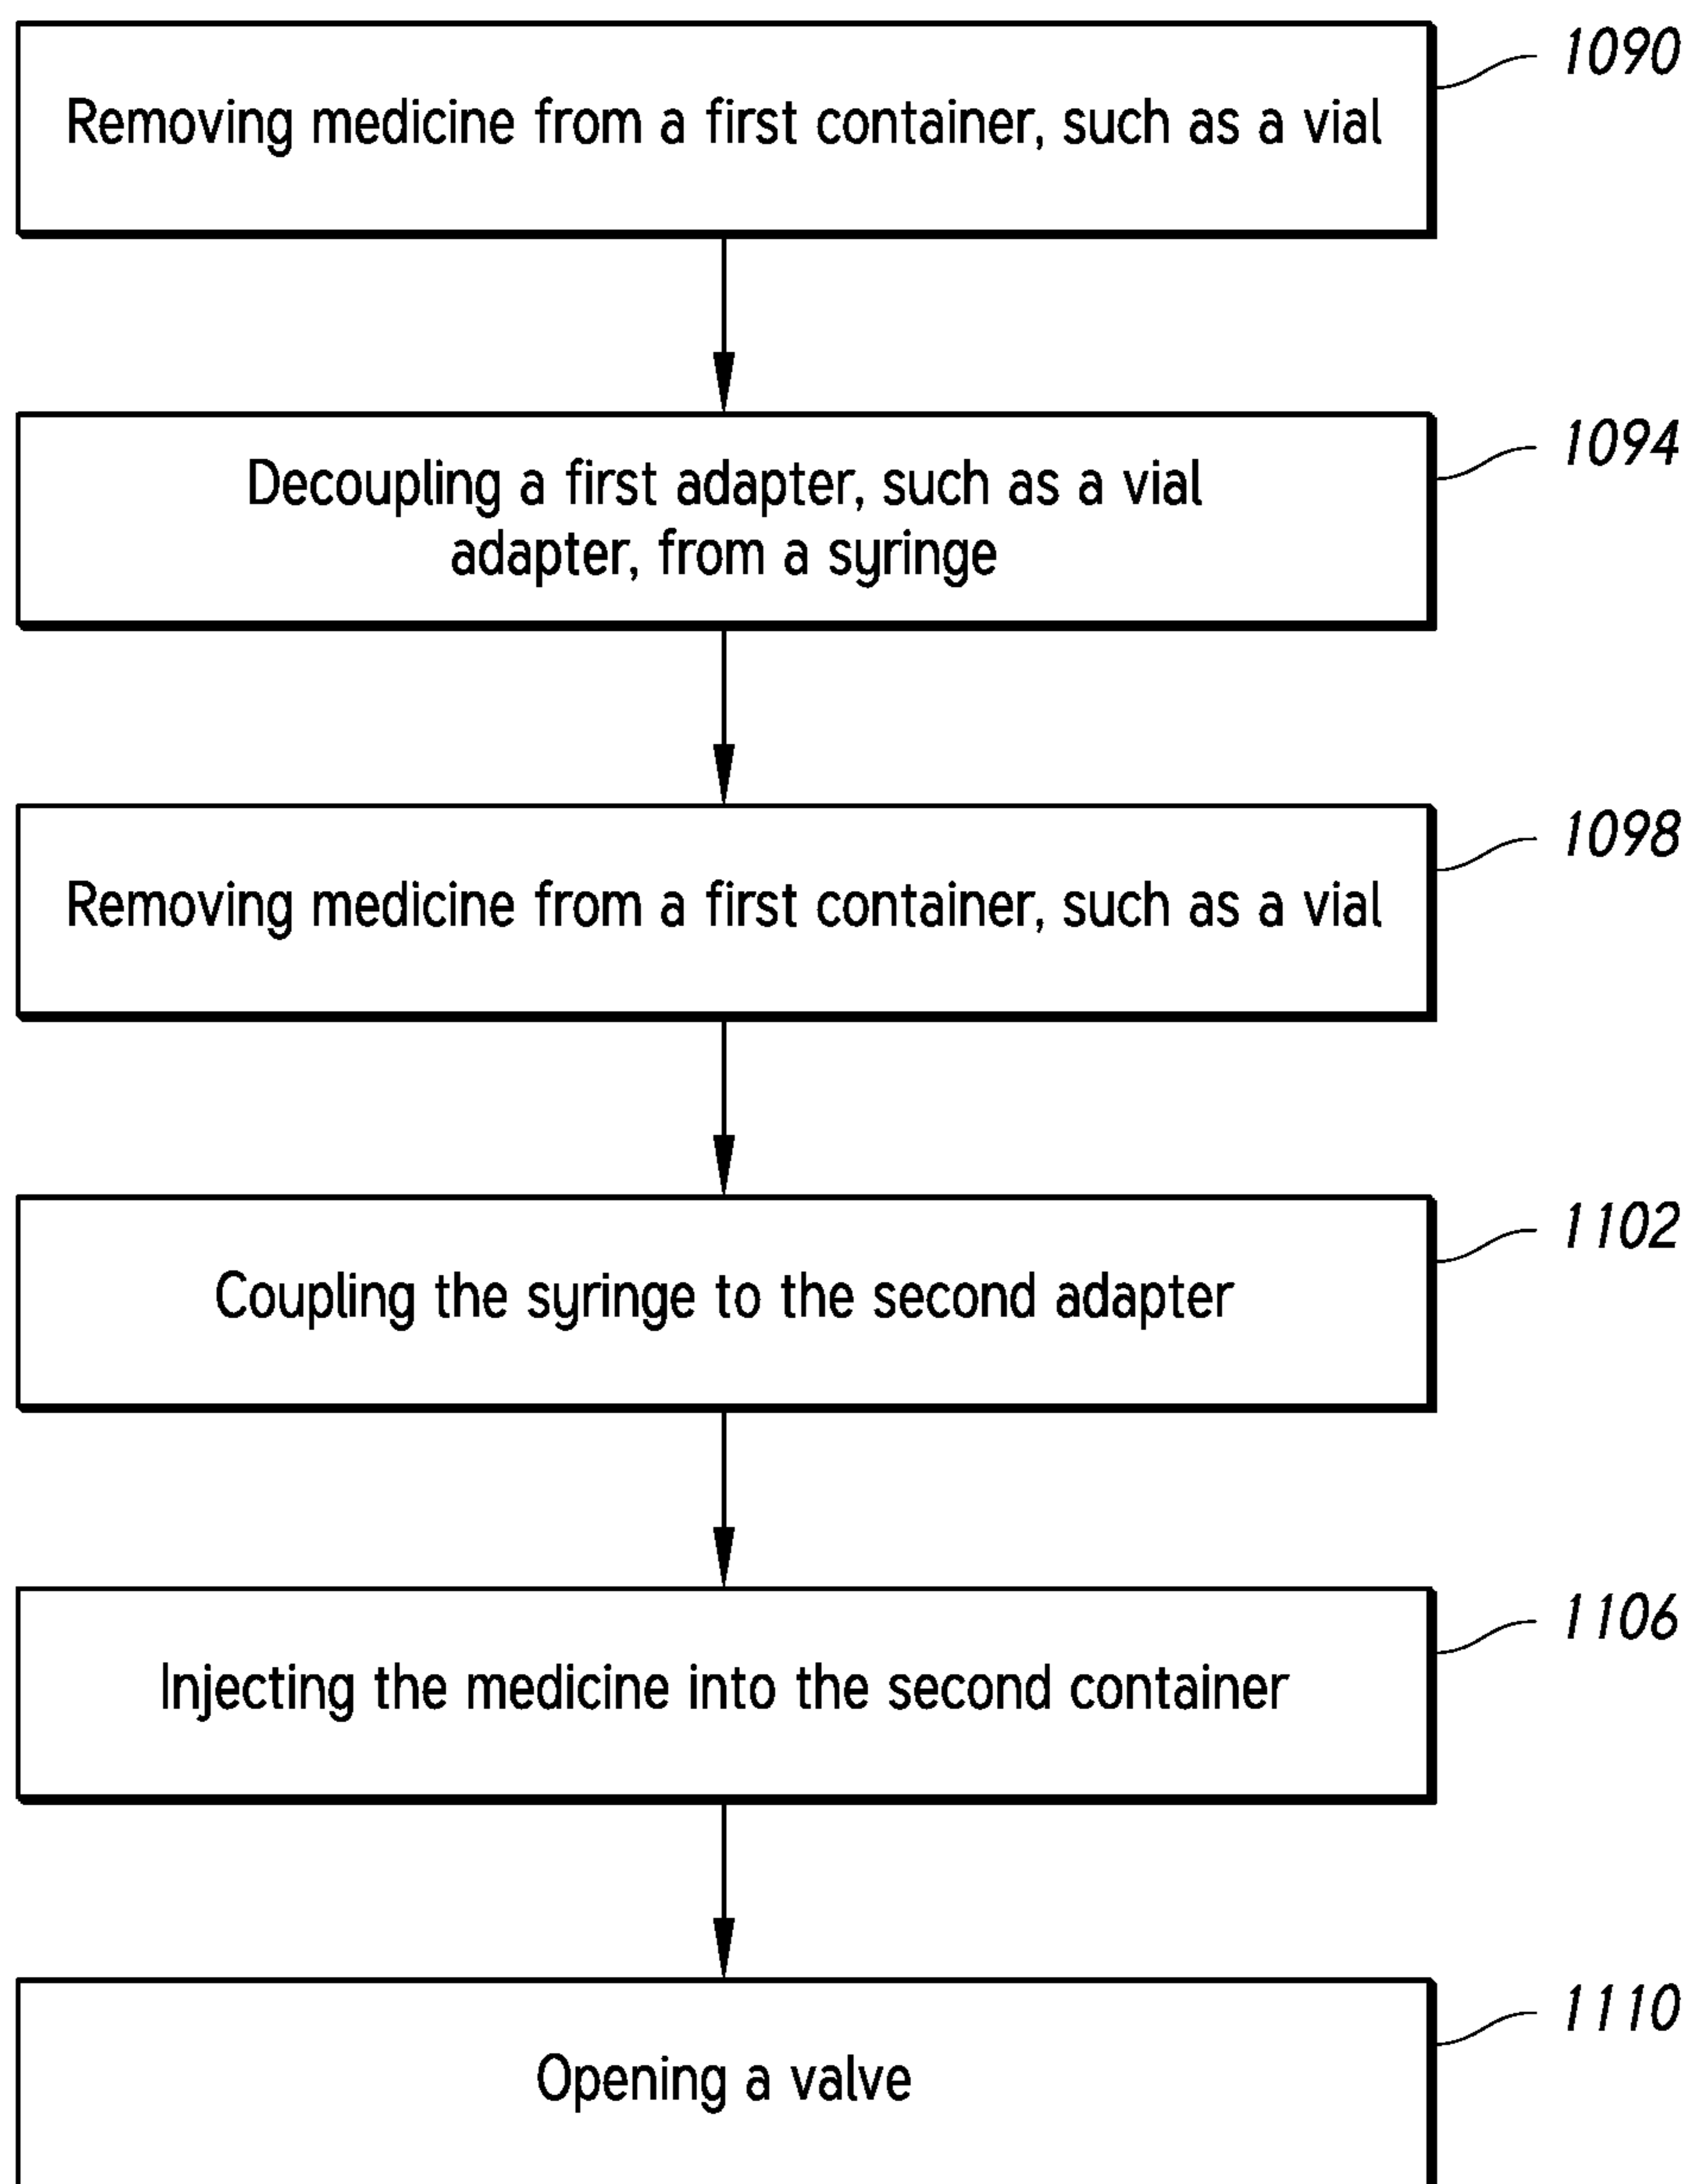 1090
Removing medicine from a first container, such as a vial
1094
Decoupling a first adapter, such as a vial
adapter, from a syringe
1098
Removing medicine from a first container, such as a vial
1102
Coupling the syringe to the second adapter
1106
Injecting the medicine into the second container
1110
Opening a valve